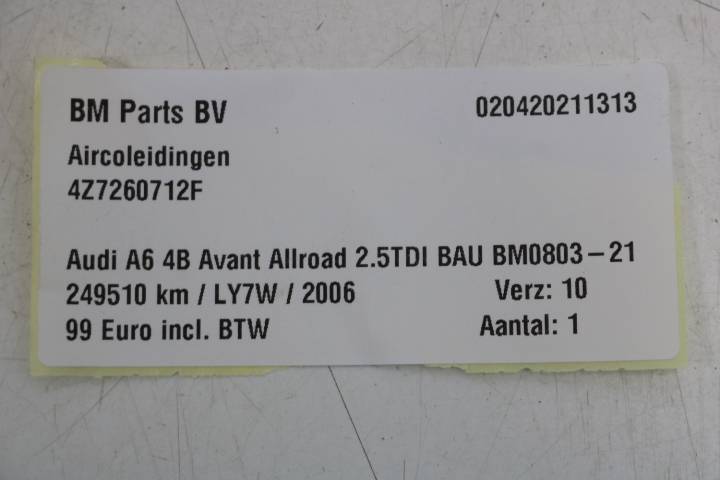 BM Parts BV 020420211313
Aircoleidingen
4Z7260712F
Audi A6 4B Avant Allroad 2.5TDI BAU BM0803-21
249510 km / LY7W / 2006 Verz: 10
99 Euro incl. BTW Aantal: 1